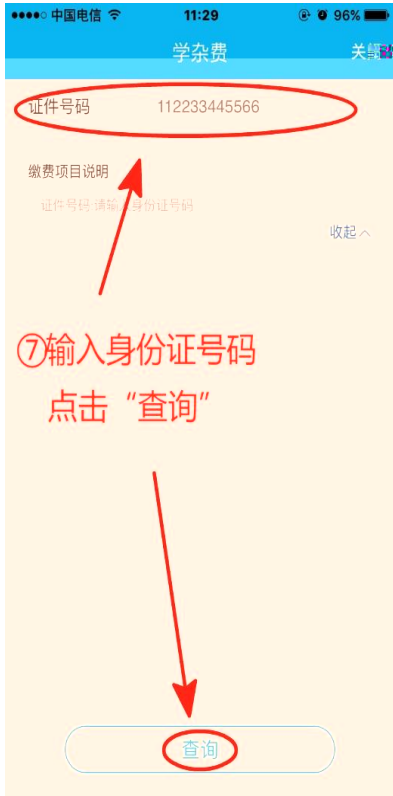 中国电信 11:29 96%
学杂费
证件号码 112233445566
缴费项目说明
证件号码:请输入身份证号码
收起
⑦输入身份证号码
点击“查询”
查询